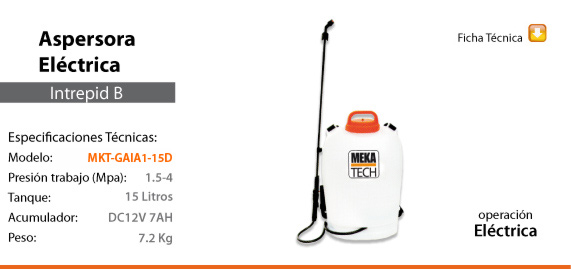 Aspersora
Eléctrica
Intrepid B
Ficha Técnica
Especificaciones Técnicas:
Modelo: MKT-GAIA1-15D
Presión trabajo (Mpa): 1.5-4
Tanque: 15 Litros
Acumulador: DC12V 7AH
Peso: 7.2 Kg
MEKA
TECH
operación
Eléctrica